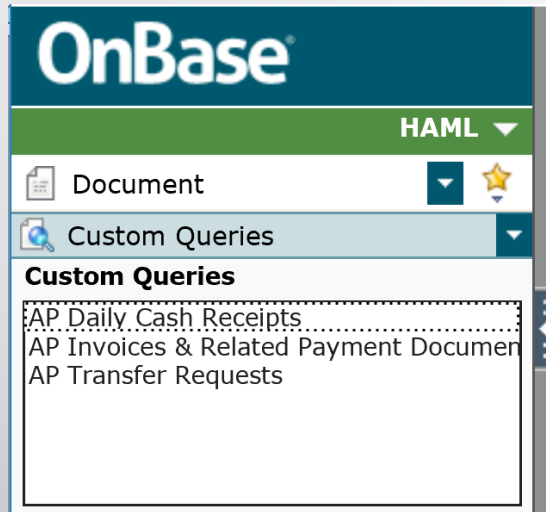 OnBase®
HAML
Document
Custom Queries
Custom Queries
AP Daily Cash Receipts
AP Invoices & Related Payment Documen
AP Transfer Requests